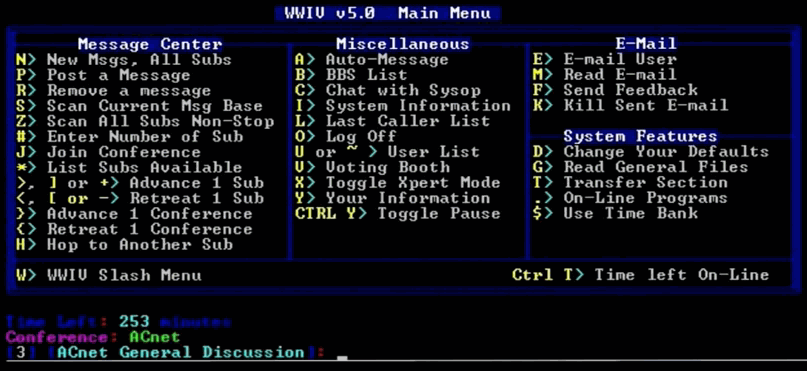 WWIV v5.0 Main Menu
Message Center
N> New Msgs, All Subs
P> Post a Message
R> Remove a message
S> Scan Current Msg Base
Z> Scan All Subs Non-Stop
#> Enter Number of Sub
J> Join Conference
*> List Subs Available
>, ] or +> Advance 1 Sub
<, [ or -> Retreat 1 Sub
}> Advance 1 Conference
{> Retreat 1 Conference
H> Hop to Another Sub
Miscellaneous
A> Auto-Message
B> BBS List
C> Chat with Sysop
I> System Information
L> Last Caller List
O> Log Off
U or ~ > User List
V> Voting Booth
X> Toggle Xpert Mode
Y> Your Information
CTRL Y> Toggle Pause
E-Mail
E> E-mail User
M> Read E-mail
F> Send Feedback
K> Kill Sent E-mail
System Features
D> Change Your Defaults
G> Read General Files
T> Transfer Section
.> On-Line Programs
$> Use Time Bank
W> WWIV Slash Menu
Ctrl T> Time left On-Line
Time Left: 253 minutes
Conference: ACnet
[3] [ACnet General Discussion]: _